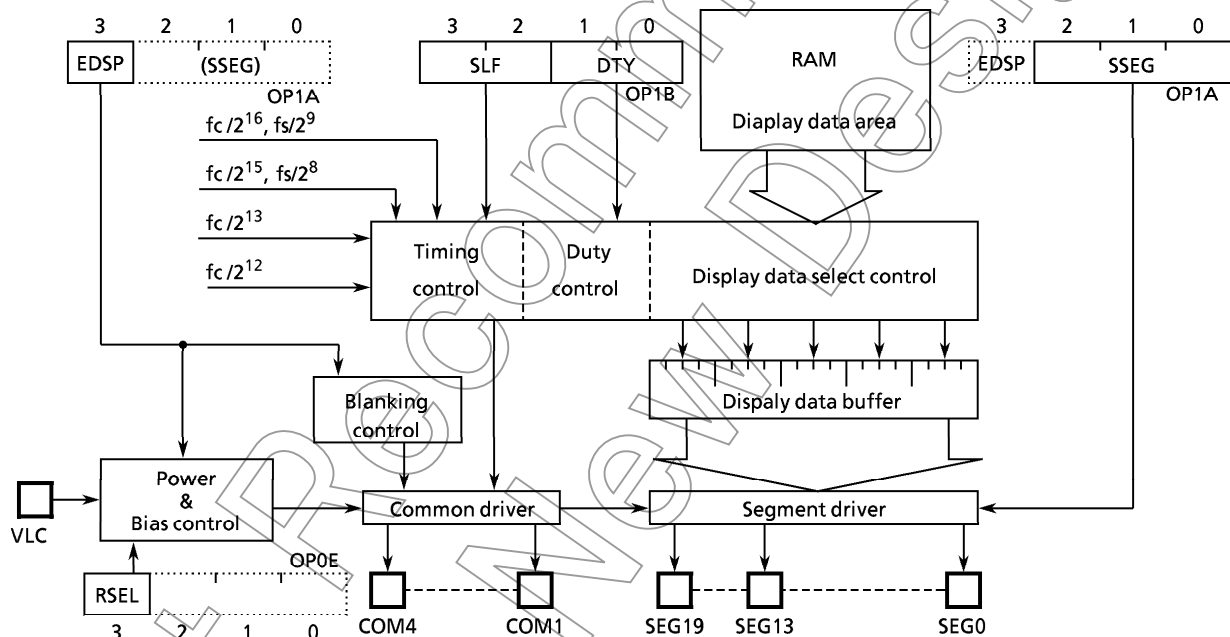 3 2 1 0
3 2 1 0
3 2 1 0
EDSP (SSEG)
SLF DTY
RAM
EDSP SSEG
OP1A
OP1B
OP1A
Diaplay data area
fc/2^16, fs/2^9
fc/2^15, fs/2^8
fc/2^13
fc/2^12
Timing
control
Duty
control
Display data select control
Blanking
control
Dispaly data buffer
Power
&
Bias control
VLC
Common driver
Segment driver
OP0E
RSEL
3 2 1 0
COM4 COM1 SEG19 SEG13 SEG0
Recomm
New Desi